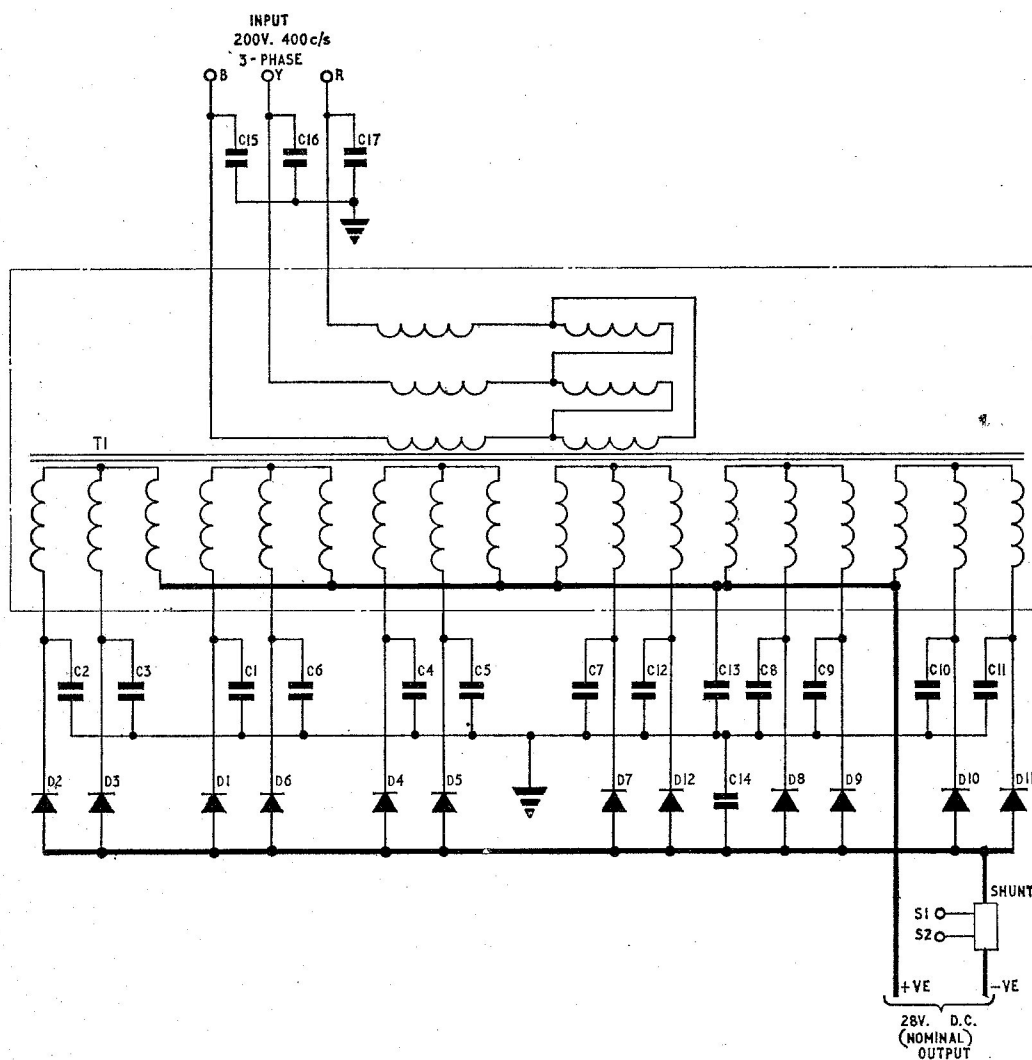 INPUT
200V. 400c/s
3-PHASE
B Y R
C15 C16 C17
T1
C2 C3 C1 C6 C4 C5 C7 C12 C13 C8 C9 C10 C11
D2 D3 D1 D6 D4 D5 D7 D12 C14 D8 D9 D10 D11
SHUNT
S1
S2
+VE -VE
28V. D.C.
(NOMINAL)
OUTPUT